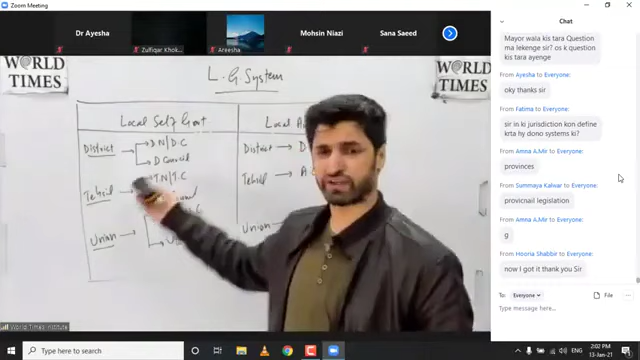 Zoom Meeting
Dr Ayesha
Zulfiqar Khok...
Areesha
Mohsin Niazi
Sana Saeed
WORLD
TIMES
WORLD
TIMES
L.G System
Local Self Govt
Local
District
D.N|D.C
D Council
Tehsil
T.N|T.C
Union
District → D
Tehsil → A
Union
World Times Institute
Chat
Mayor wala kis tara Question
ma lekenge sir? os k question
kis tara ayenge
From Ayesha to Everyone:
oky thanks sir
From Fatima to Everyone:
sir in ki jurisdiction kon define
krta hy dono systems ki?
From Amna A.Mir to Everyone:
provinces
From Summaya Kalwar to Everyone:
provicnail legislation
From Amna A.Mir to Everyone:
g
From Hoona Shabbir to Everyone:
now I got it thank you Sir
To: Everyone
File
Type message here...
Type here to search
2:02 PM
13-Jan-21